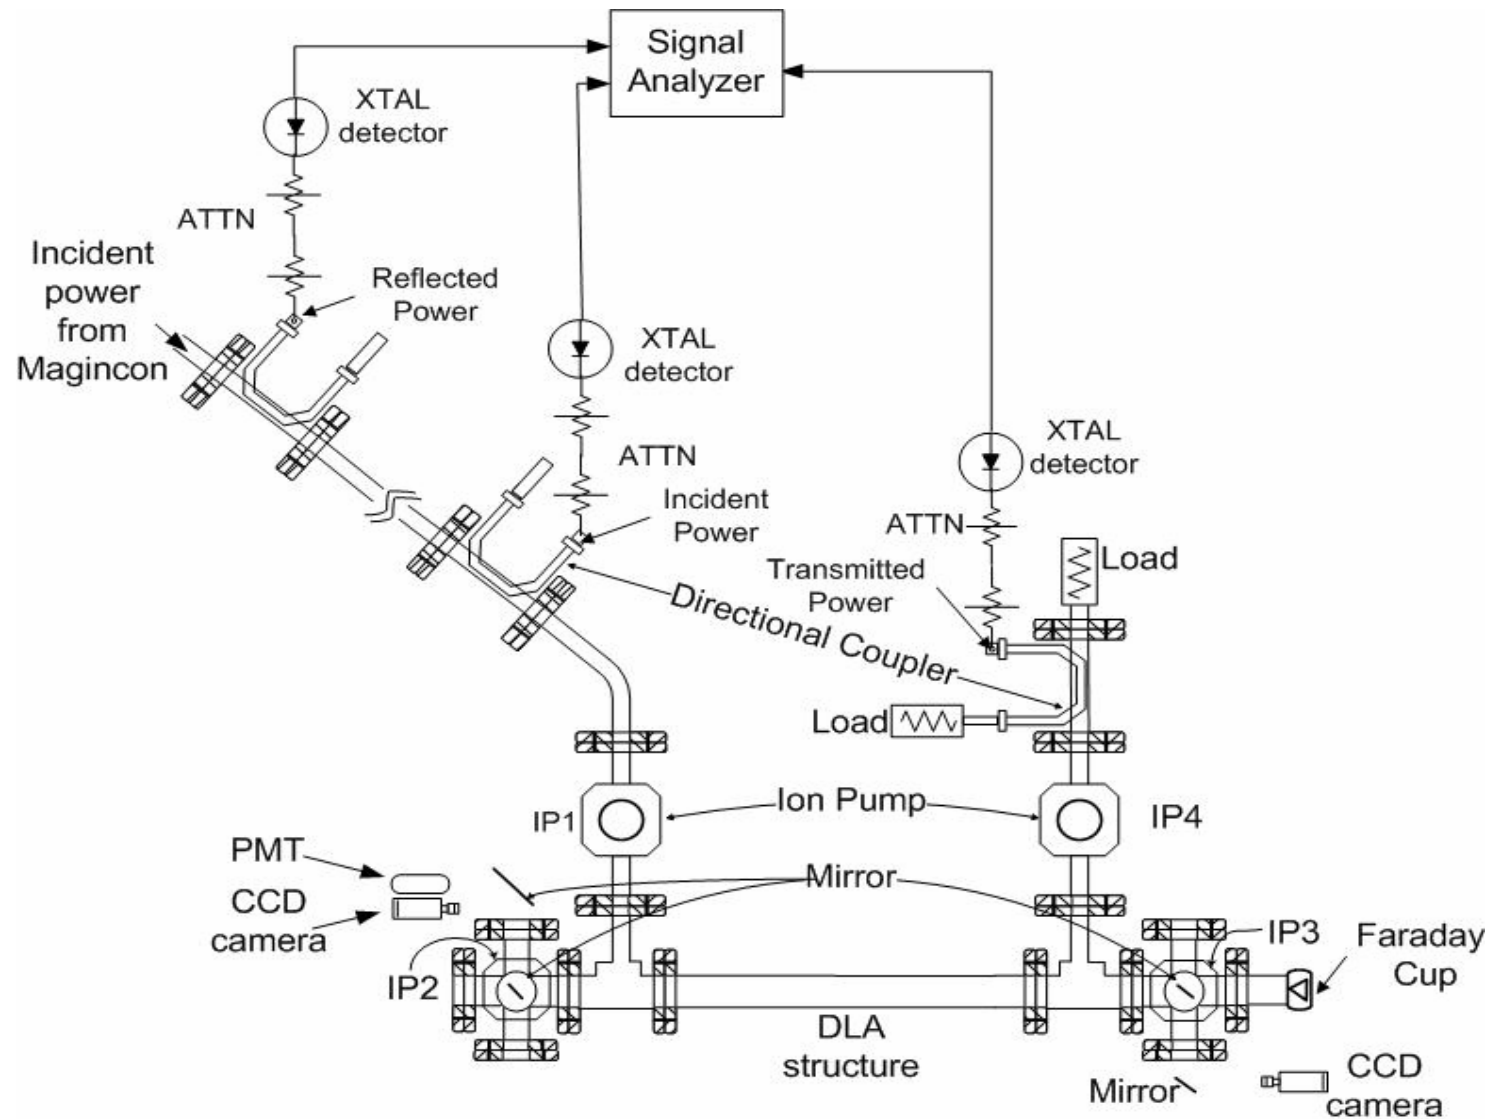 Signal
Analyzer
XTAL
detector
ATTN
Incident
power
from
Magincon
Reflected
Power
XTAL
detector
ATTN
Incident
Power
XTAL
detector
ATTN
Transmitted
Power
Load
Directional Coupler
Load
Ion Pump
IP1
IP4
PMT
CCD
camera
Mirror
IP2
IP3
Faraday
Cup
DLA
structure
Mirror
CCD
camera